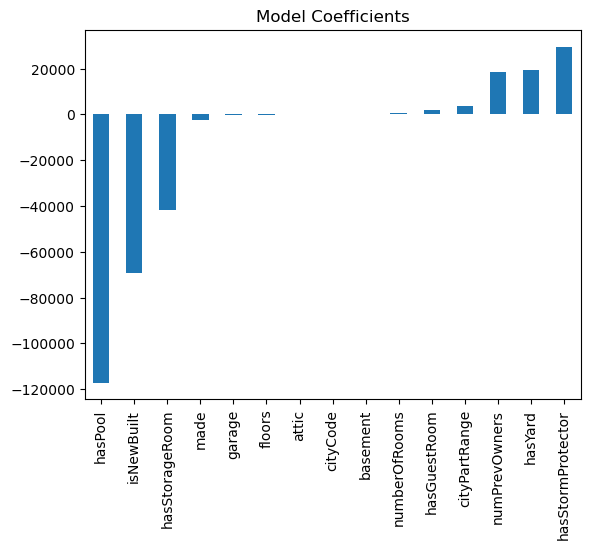 Model Coefficients
20000
0
−20000
−40000
−60000
−80000
−100000
−120000
hasPool
isNewBuilt
hasStorageRoom
made
garage
floors
attic
cityCode
basement
numberOfRooms
hasGuestRoom
cityPartRange
numPrevOwners
hasYard
hasStormProtector